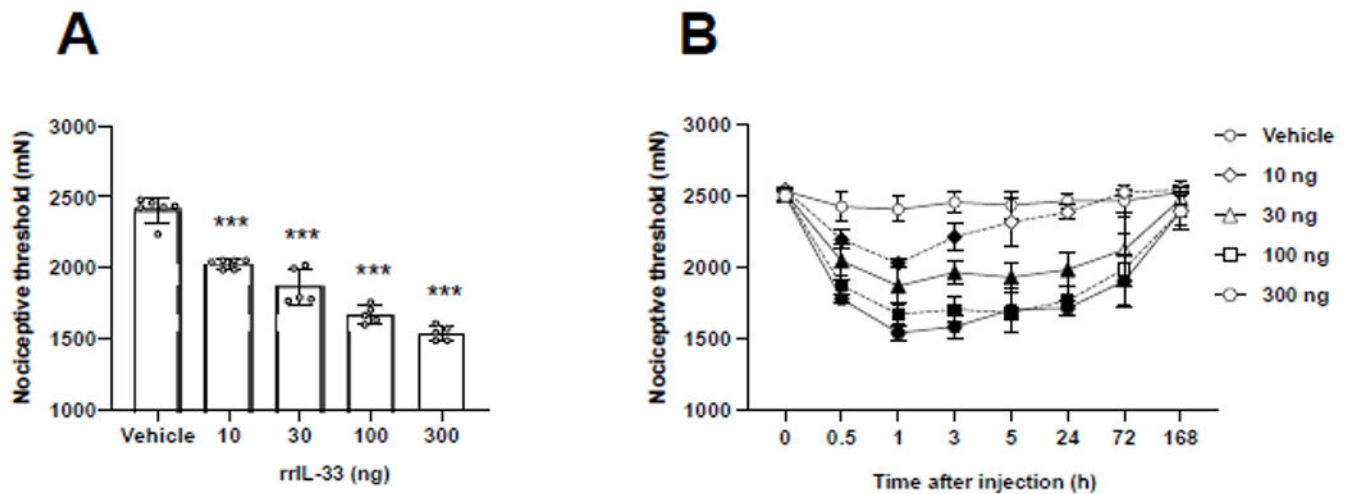 A
Nociceptive threshold (mN)
3000
2500
2000
1500
1000
***
***
***
***
Vehicle 10 30 100 300
rrIL-33 (ng)
B
Nociceptive threshold (mN)
3000
2500
2000
1500
1000
0 0.5 1 3 5 24 72 168
Time after injection (h)
Vehicle
10 ng
30 ng
100 ng
300 ng